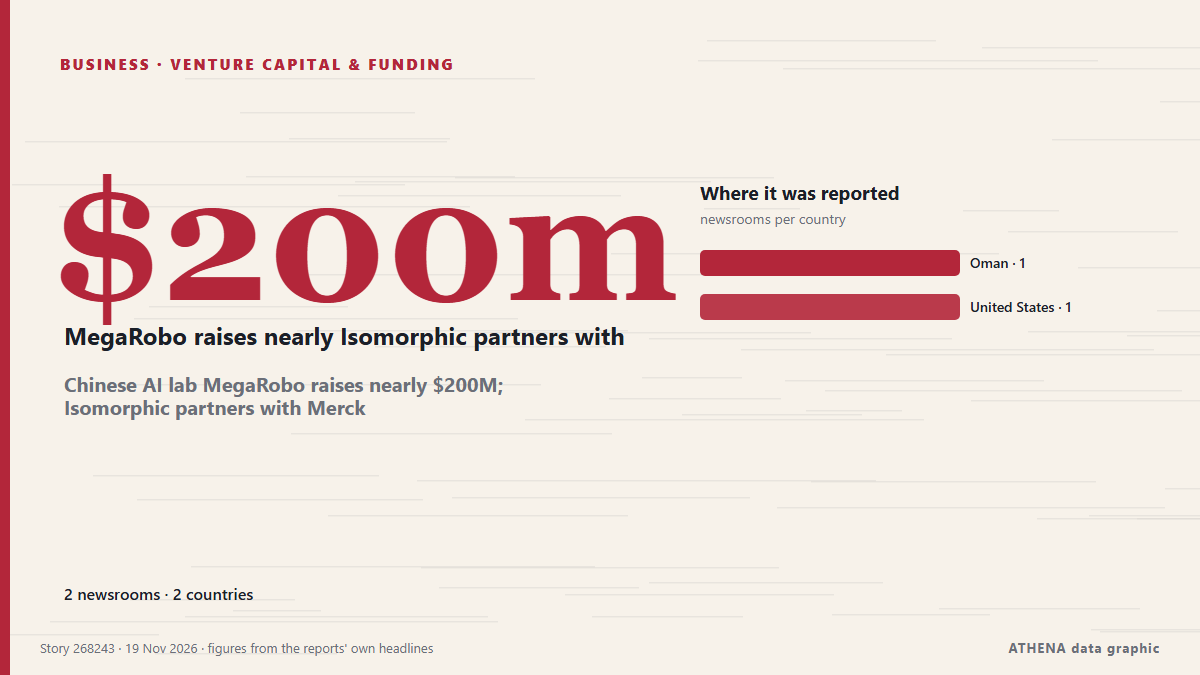 BUSINESS · VENTURE CAPITAL & FUNDING
$200m
MegaRobo raises nearly Isomorphic partners with
Chinese AI lab MegaRobo raises nearly $200M;
Isomorphic partners with Merck
Where it was reported
newsrooms per country
Oman · 1
United States · 1
2 newsrooms · 2 countries
Story 268243 · 19 Nov 2026 · figures from the reports' own headlines
ATHENA data graphic